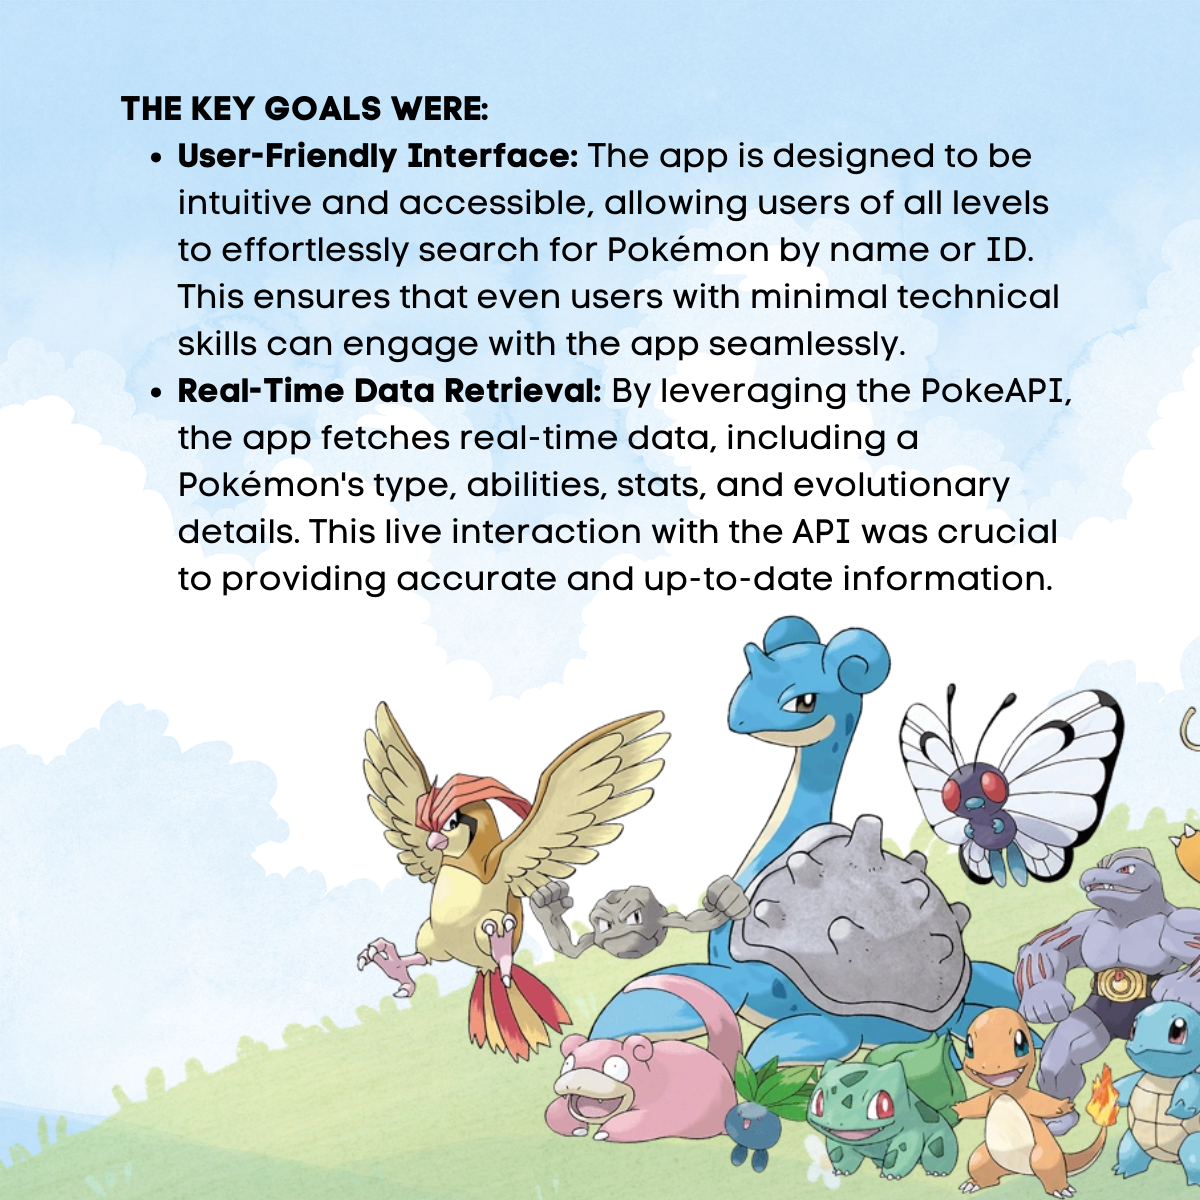 THE KEY GOALS WERE:
• User-Friendly Interface: The app is designed to be
intuitive and accessible, allowing users of all levels
to effortlessly search for Pokémon by name or ID.
This ensures that even users with minimal technical
skills can engage with the app seamlessly.
• Real-Time Data Retrieval: By leveraging the PokeAPI,
the app fetches real-time data, including a
Pokémon's type, abilities, stats, and evolutionary
details. This live interaction with the API was crucial
to providing accurate and up-to-date information.